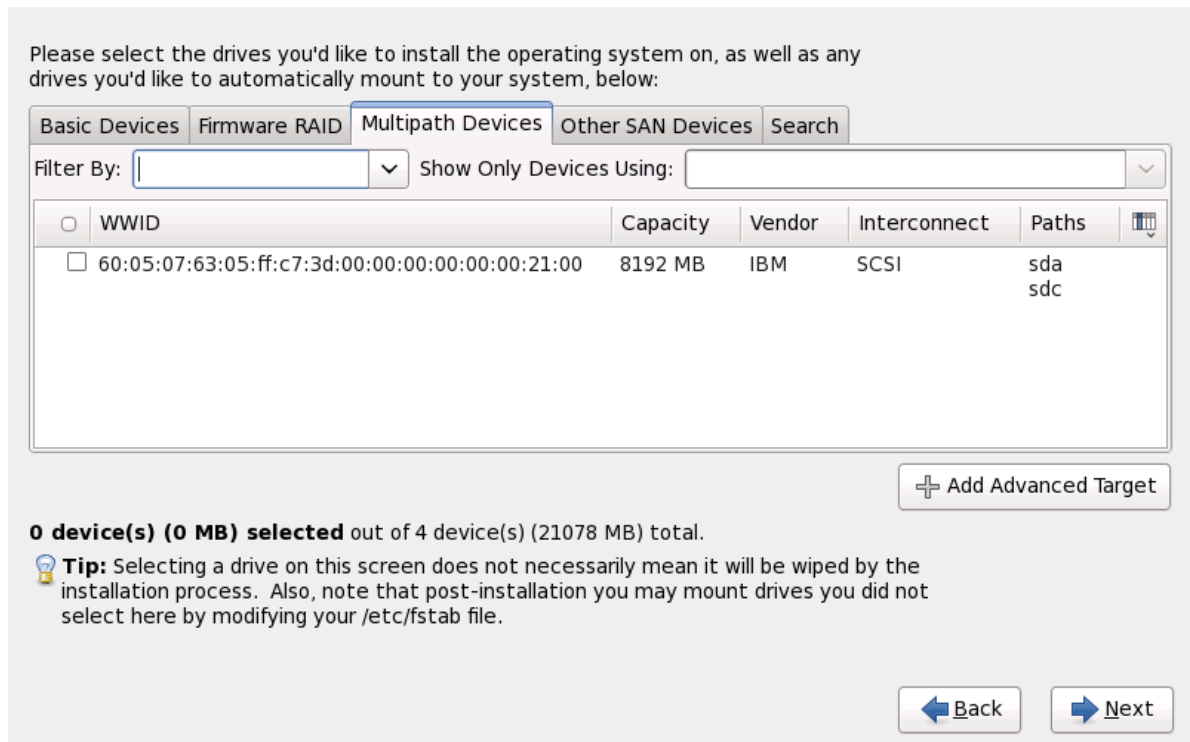 Please select the drives you'd like to install the operating system on, as well as any
drives you'd like to automatically mount to your system, below:
Basic Devices Firmware RAID Multipath Devices Other SAN Devices Search
Filter By: Show Only Devices Using:
WWID Capacity Vendor Interconnect Paths
60:05:07:63:05:ff:c7:3d:00:00:00:00:00:00:21:00 8192 MB IBM SCSI sda
sdc
Add Advanced Target
0 device(s) (0 MB) selected out of 4 device(s) (21078 MB) total.
Tip: Selecting a drive on this screen does not necessarily mean it will be wiped by the
installation process. Also, note that post-installation you may mount drives you did not
select here by modifying your /etc/fstab file.
Back Next